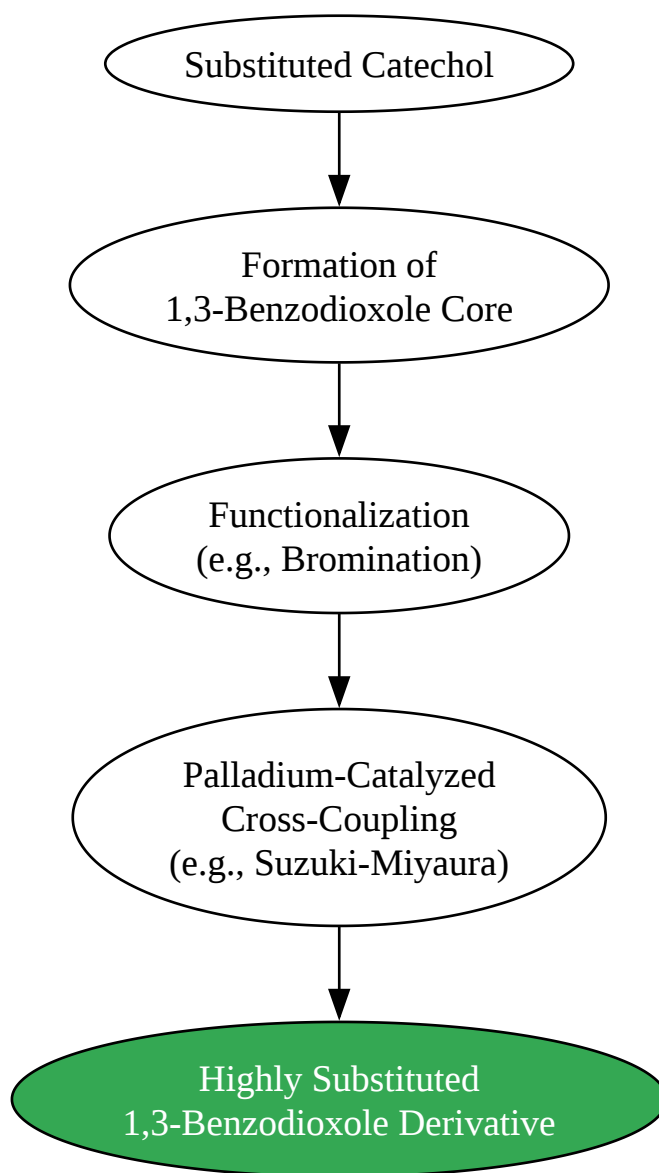 Substituted Catechol
Formation of
1,3-Benzodioxole Core
Functionalization
(e.g., Bromination)
Palladium-Catalyzed
Cross-Coupling
(e.g., Suzuki-Miyaura)
Highly Substituted
1,3-Benzodioxole Derivative